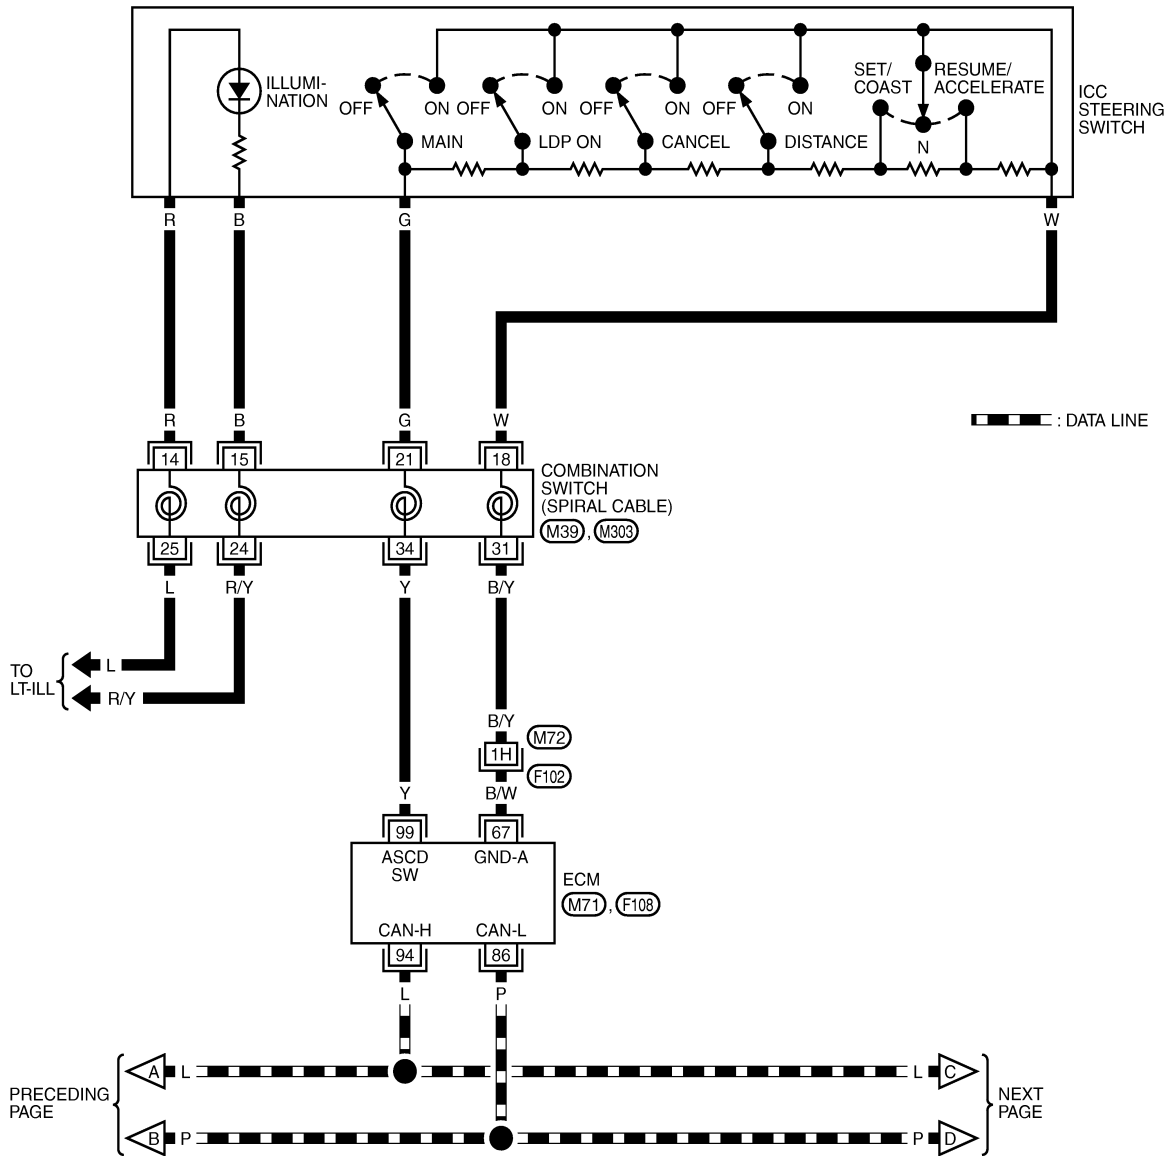 ILLUMI-
NATION
OFF ON
MAIN
OFF ON
LDP ON
OFF ON
CANCEL
OFF ON
DISTANCE
SET/
COAST
RESUME/
ACCELERATE
N
ICC
STEERING
SWITCH
R B G W
R B G W
: DATA LINE
14 15 21 18
COMBINATION
SWITCH
(SPIRAL CABLE)
M39 , M303
25 24 34 31
L R/Y Y B/Y
TO
LT-ILL
L
R/Y
B/Y
M72
1H
F102
Y B/W
99 67
ASCD
SW
GND-A
ECM
M71 , F108
CAN-H CAN-L
94 86
L P
PRECEDING
PAGE
A L L C
B P P D
NEXT
PAGE